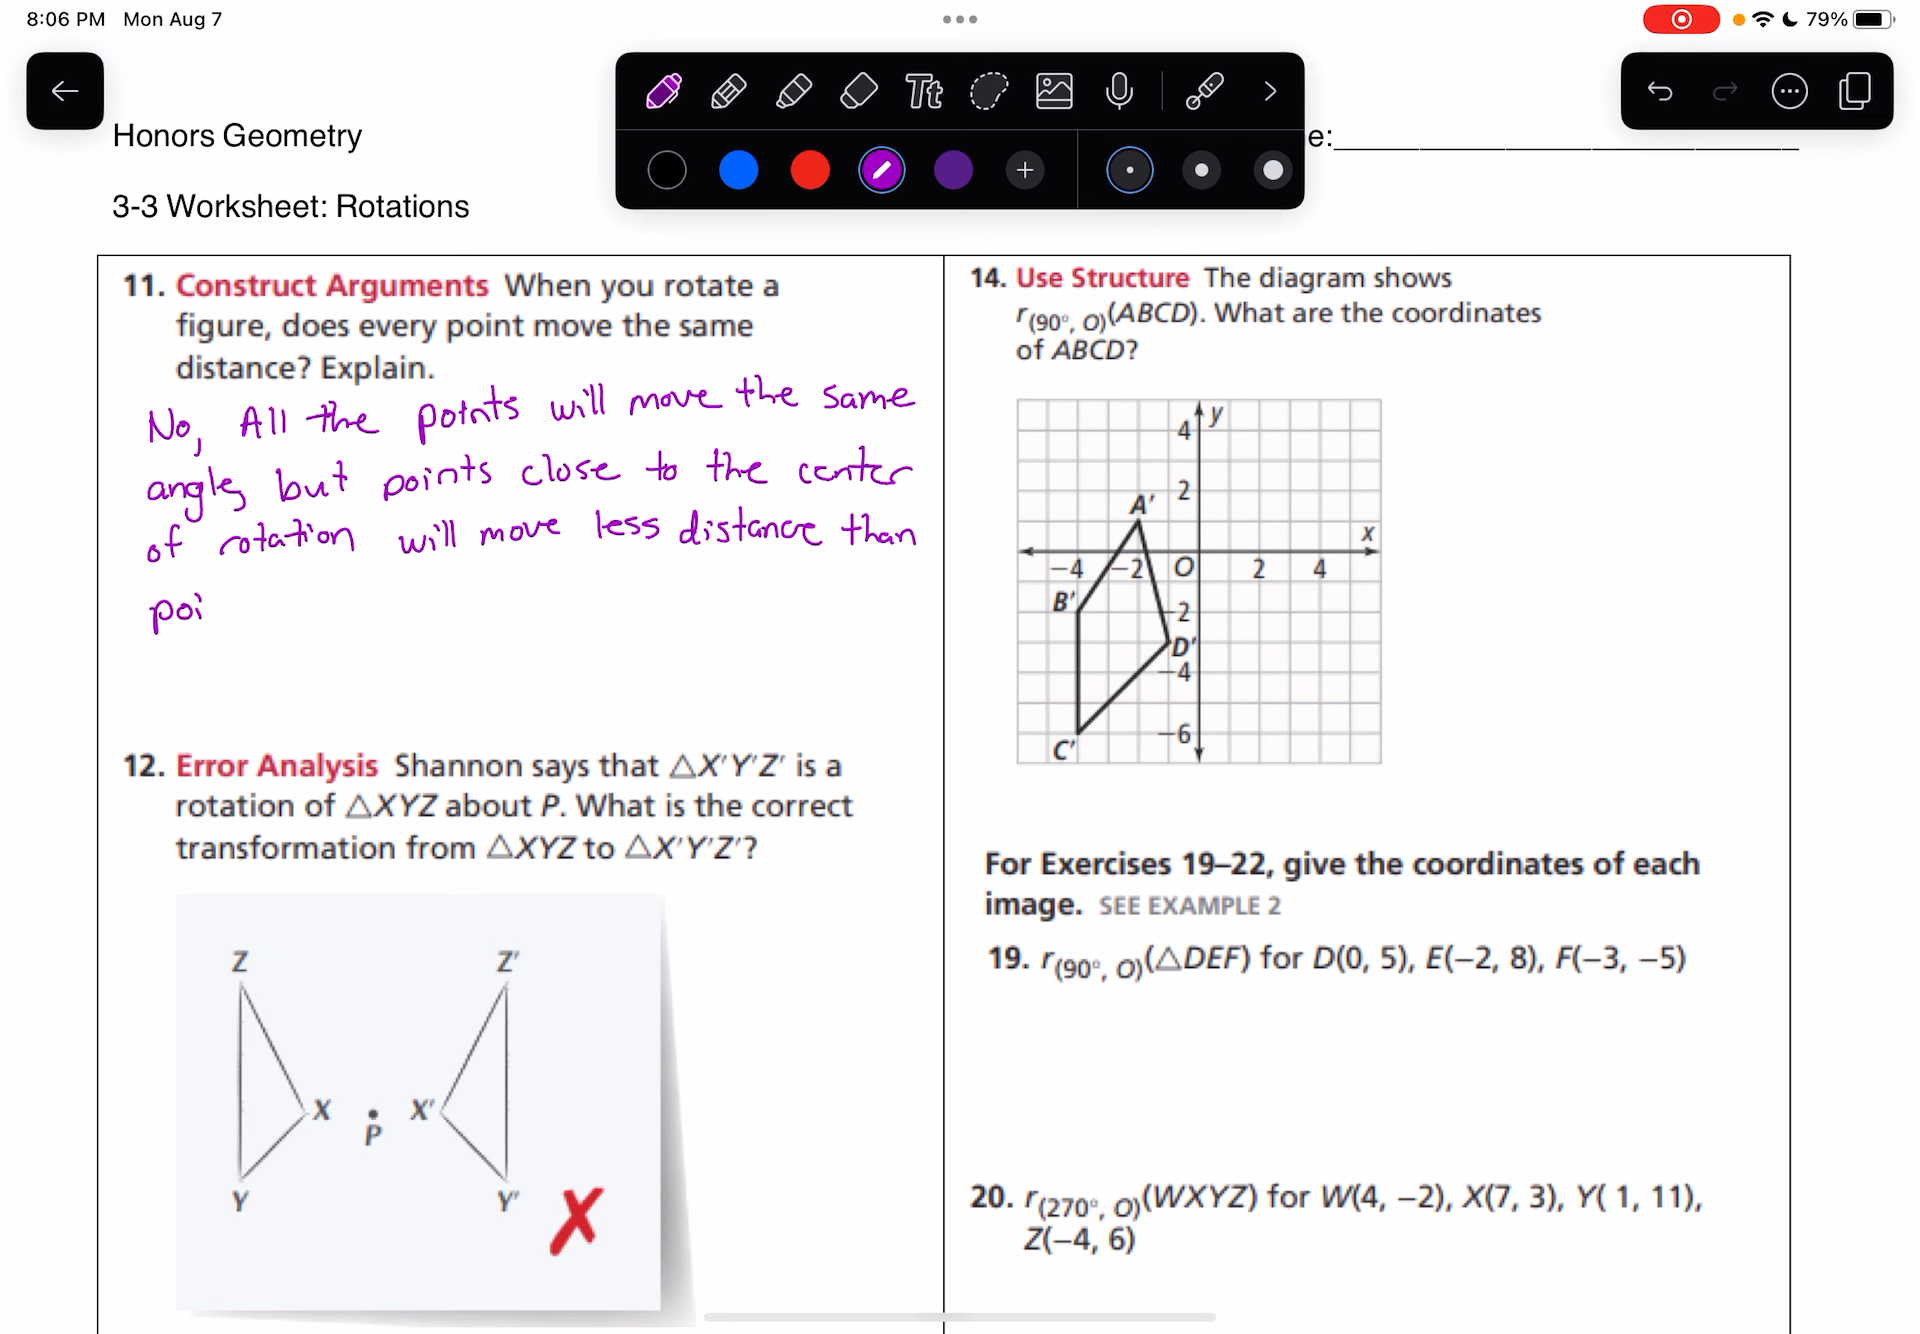 8:06 PM Mon Aug 7
79%
Tt
Honors Geometry
e:____________________
3-3 Worksheet: Rotations
11. Construct Arguments When you rotate a
figure, does every point move the same
distance? Explain.
No, All the points will move the same
angle, but points close to the center
of rotation will move less distance than
poi
12. Error Analysis Shannon says that △X′Y′Z′ is a
rotation of △XYZ about P. What is the correct
transformation from △XYZ to △X′Y′Z′?
Z Z′
X P X′
Y Y′
✗
14. Use Structure The diagram shows
r(90°, O)(ABCD). What are the coordinates
of ABCD?
4 y
2
A′
x
−4 −2 O 2 4
B′ −2
D′
−4
−6
C′
For Exercises 19–22, give the coordinates of each
image. SEE EXAMPLE 2
19. r(90°, O)(△DEF) for D(0, 5), E(−2, 8), F(−3, −5)
20. r(270°, O)(WXYZ) for W(4, −2), X(7, 3), Y( 1, 11),
Z(−4, 6)